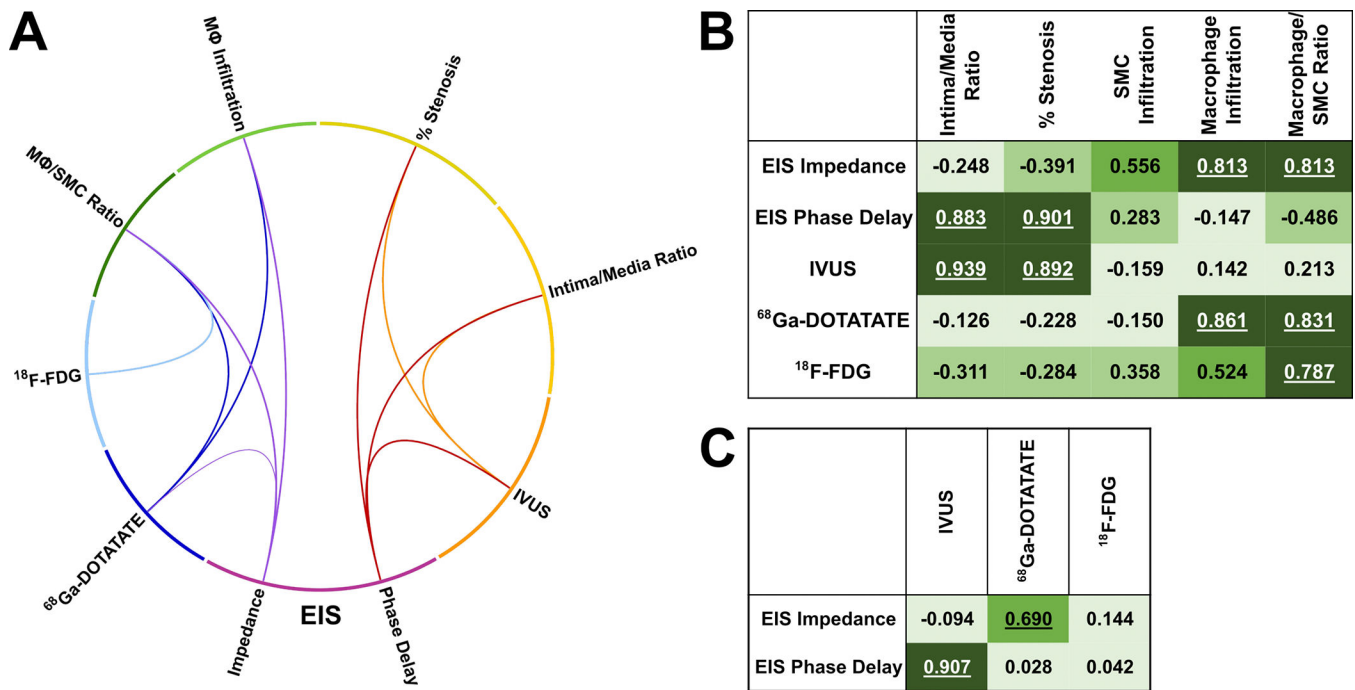 A
MΦ Infiltration
% Stenosis
MΦ/SMC Ratio
Intima/Media Ratio
¹⁸F-FDG
IVUS
⁶⁸Ga-DOTATATE
Impedance
EIS
Phase Delay
B
Intima/Media
Ratio
% Stenosis
SMC
Infiltration
Macrophage
Infiltration
Macrophage/
SMC Ratio
EIS Impedance -0.248 -0.391 0.556 0.813 0.813
EIS Phase Delay 0.883 0.901 0.283 -0.147 -0.486
IVUS 0.939 0.892 -0.159 0.142 0.213
⁶⁸Ga-DOTATATE -0.126 -0.228 -0.150 0.861 0.831
¹⁸F-FDG -0.311 -0.284 0.358 0.524 0.787
C
IVUS
⁶⁸Ga-DOTATATE
¹⁸F-FDG
EIS Impedance -0.094 0.690 0.144
EIS Phase Delay 0.907 0.028 0.042